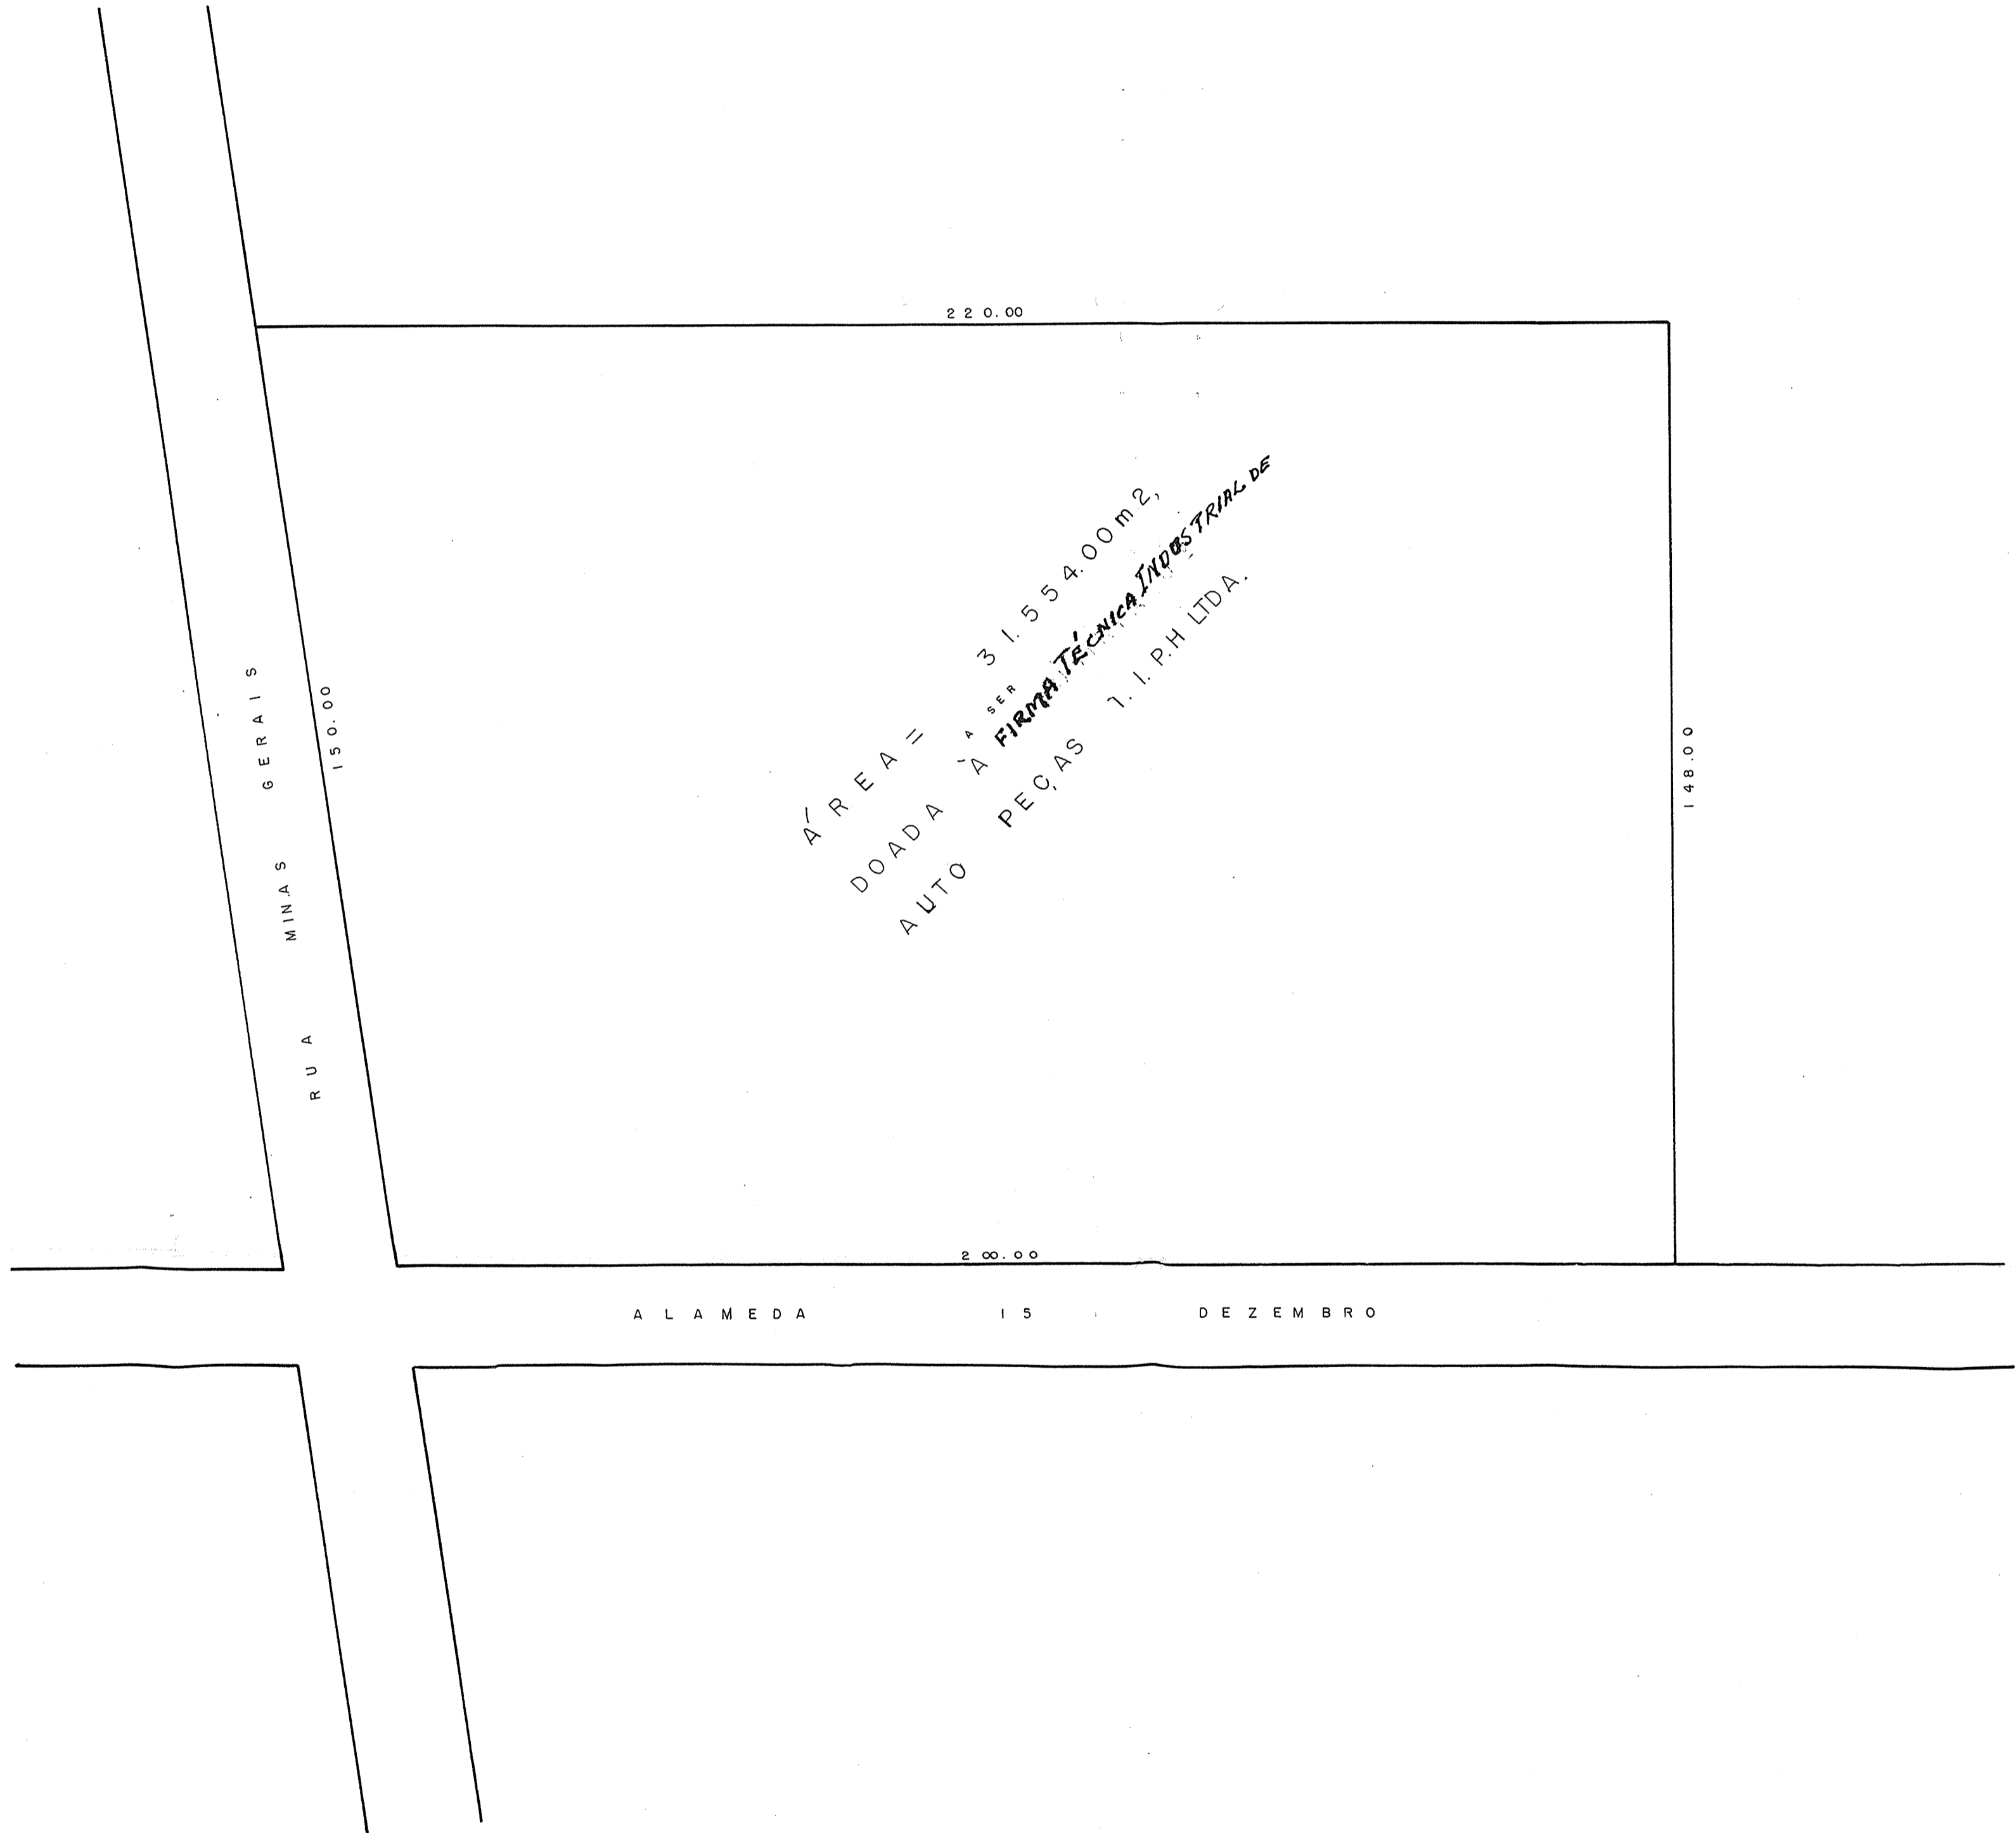 220.00
ÁREA = 31.554.00m2,
A SER
DOADA À FIRMA TÉCNICA INDUSTRIAL DE
AUTO PEÇAS T.I.P.H LTDA.
RUA MINAS GERAIS
150.00
148.00
200.00
ALAMEDA 15 DEZEMBRO